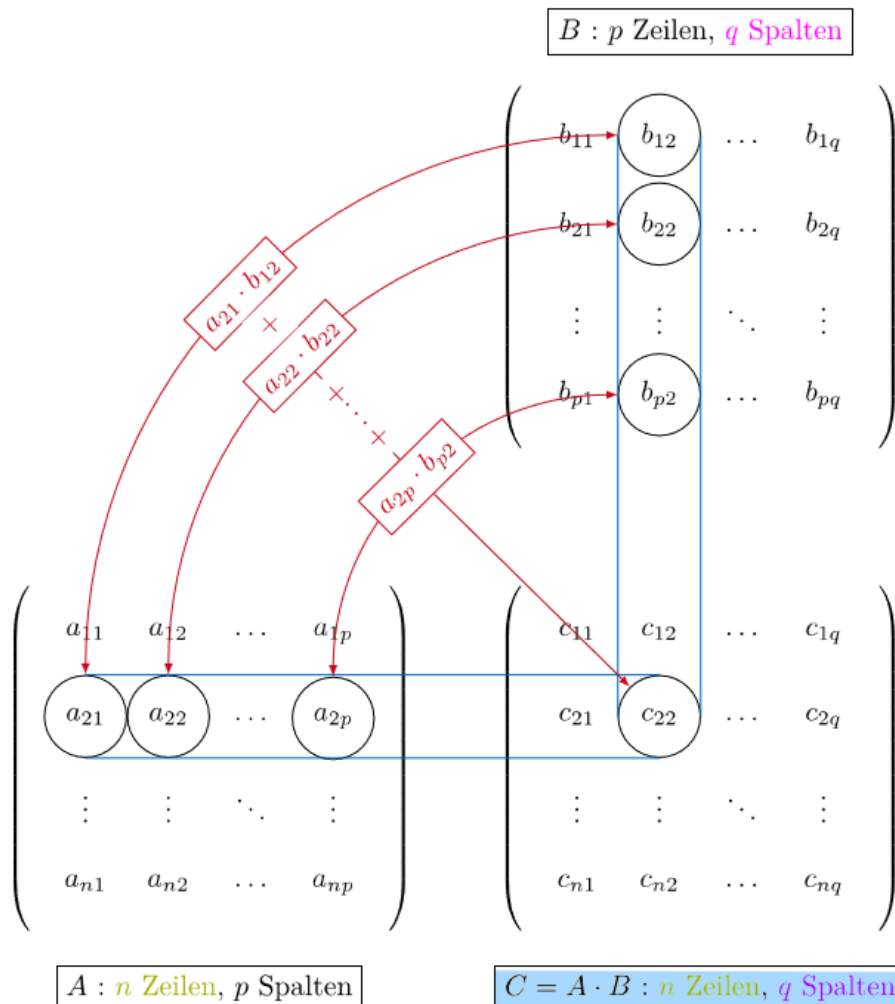 B : p Zeilen, q Spalten
b₁₁ b₁₂ … b₁q
b₂₁ b₂₂ … b₂q
⋮ ⋮ ⋱ ⋮
bₚ₁ bₚ₂ … bₚq
a₂₁ · b₁₂
+
a₂₂ · b₂₂
+ … +
a₂ₚ · bₚ₂
a₁₁ a₁₂ … a₁ₚ
a₂₁ a₂₂ … a₂ₚ
⋮ ⋮ ⋱ ⋮
aₙ₁ aₙ₂ … aₙₚ
c₁₁ c₁₂ … c₁q
c₂₁ c₂₂ … c₂q
⋮ ⋮ ⋱ ⋮
cₙ₁ cₙ₂ … cₙq
A : n Zeilen, p Spalten
C = A · B : n Zeilen, q Spalten